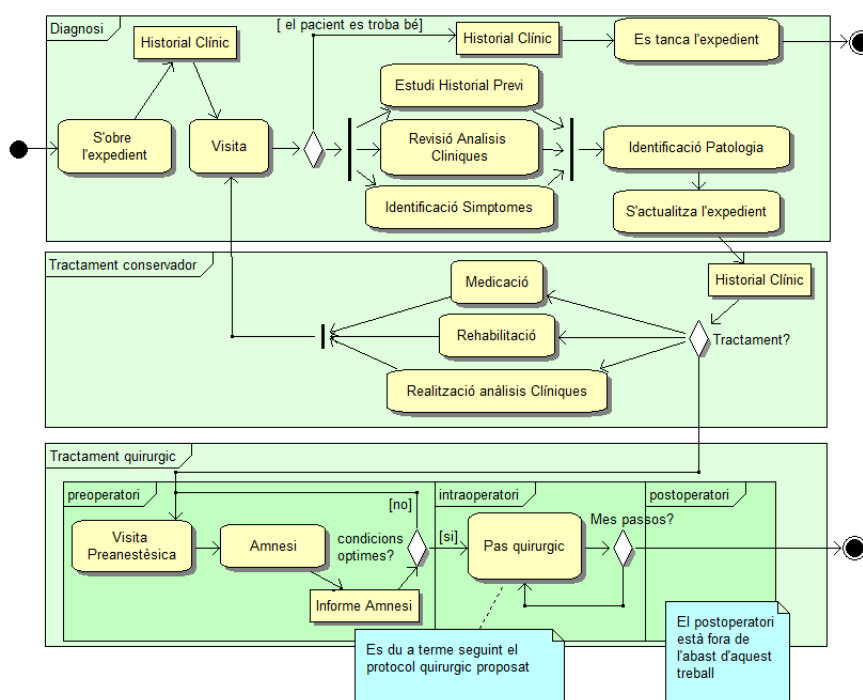 Diagnosi
[ el pacient es troba bé]
Historial Clínic
Historial Clínic
Es tanca l'expedient
Estudi Historial Previ
S'obre
l'expedient
Visita
Revisió Analisis
Cliniques
Identificació Patologia
Identificació Simptomes
S'actualitza l'expedient
Tractament conservador
Historial Clínic
Medicació
Rehabilitació
Tractament?
Realització anàlisis Clíniques
Tractament quirurgic
preoperatori
intraoperatori
postoperatori
[no]
Mes passos?
Visita
Preanestèsica
Amnesi
condicions
optimes?
[si]
Pas quirurgic
Informe Amnesi
Es du a terme seguint el
protocol quirurgic proposat
El postoperatori
està fora de
l'abast d'aquest
treball